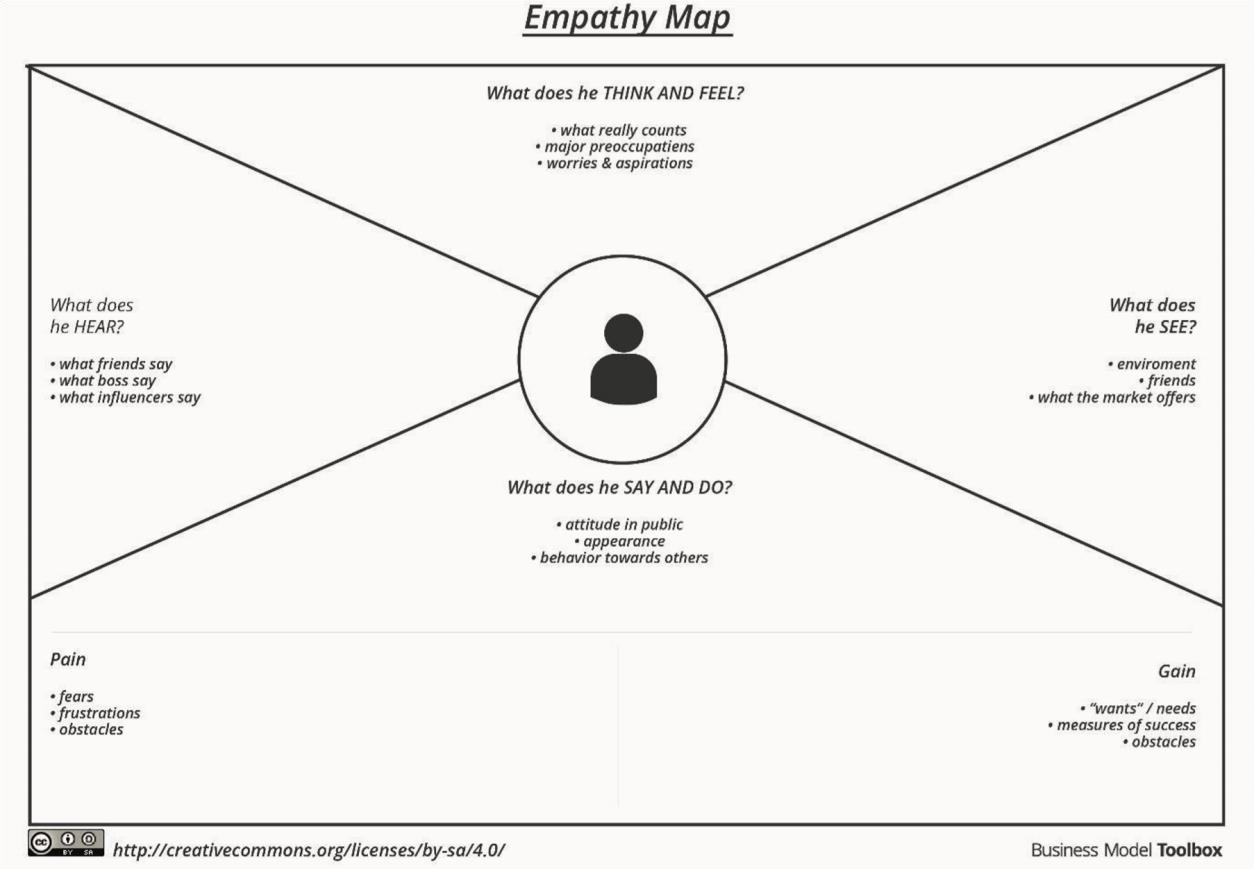 Empathy Map
What does he THINK AND FEEL?
• what really counts
• major preoccupatiens
• worries & aspirations
What does
he HEAR?
• what friends say
• what boss say
• what influencers say
What does
he SEE?
• enviroment
• friends
• what the market offers
What does he SAY AND DO?
• attitude in public
• appearance
• behavior towards others
Pain
• fears
• frustrations
• obstacles
Gain
• “wants“ / needs
• measures of success
• obstacles
cc BY SA
http://creativecommons.org/licenses/by-sa/4.0/
Business Model Toolbox